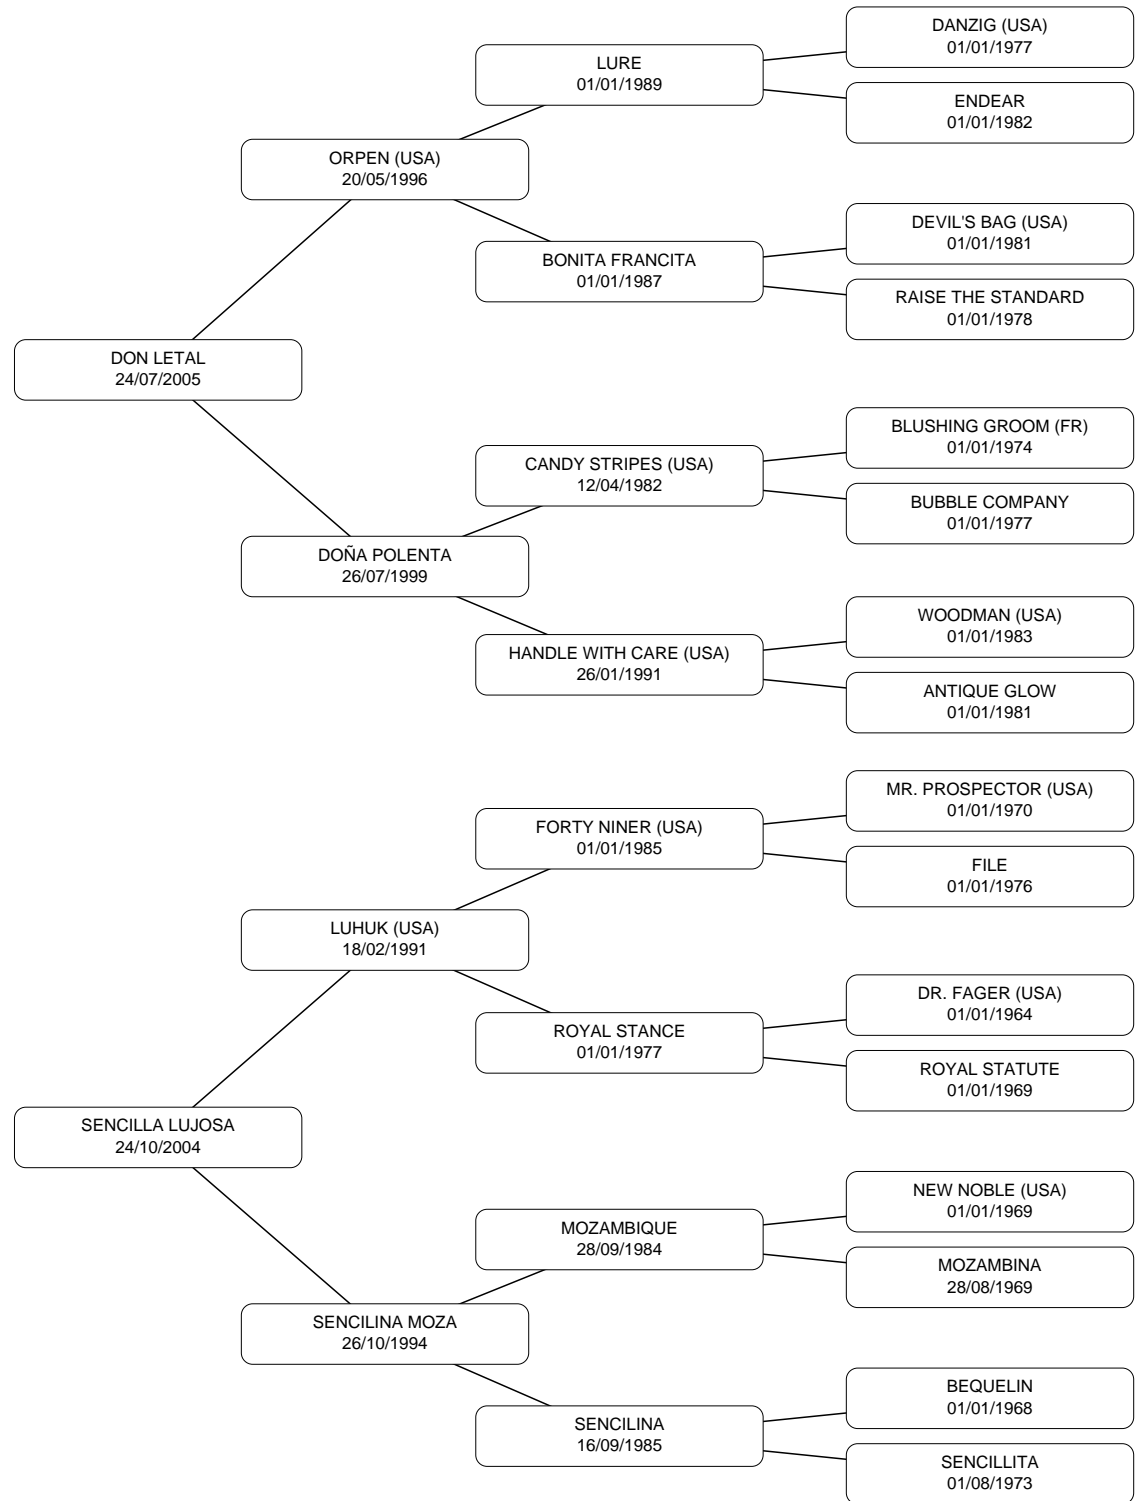 DANZIG (USA)
01/01/1977
LURE
01/01/1989
ENDEAR
01/01/1982
ORPEN (USA)
20/05/1996
DEVIL'S BAG (USA)
01/01/1981
BONITA FRANCITA
01/01/1987
RAISE THE STANDARD
01/01/1978
DON LETAL
24/07/2005
BLUSHING GROOM (FR)
01/01/1974
CANDY STRIPES (USA)
12/04/1982
BUBBLE COMPANY
01/01/1977
DOÑA POLENTA
26/07/1999
WOODMAN (USA)
01/01/1983
HANDLE WITH CARE (USA)
26/01/1991
ANTIQUE GLOW
01/01/1981
MR. PROSPECTOR (USA)
01/01/1970
FORTY NINER (USA)
01/01/1985
FILE
01/01/1976
LUHUK (USA)
18/02/1991
DR. FAGER (USA)
01/01/1964
ROYAL STANCE
01/01/1977
ROYAL STATUTE
01/01/1969
SENCILLA LUJOSA
24/10/2004
NEW NOBLE (USA)
01/01/1969
MOZAMBIQUE
28/09/1984
MOZAMBINA
28/08/1969
SENCILINA MOZA
26/10/1994
BEQUELIN
01/01/1968
SENCILINA
16/09/1985
SENCILLITA
01/08/1973